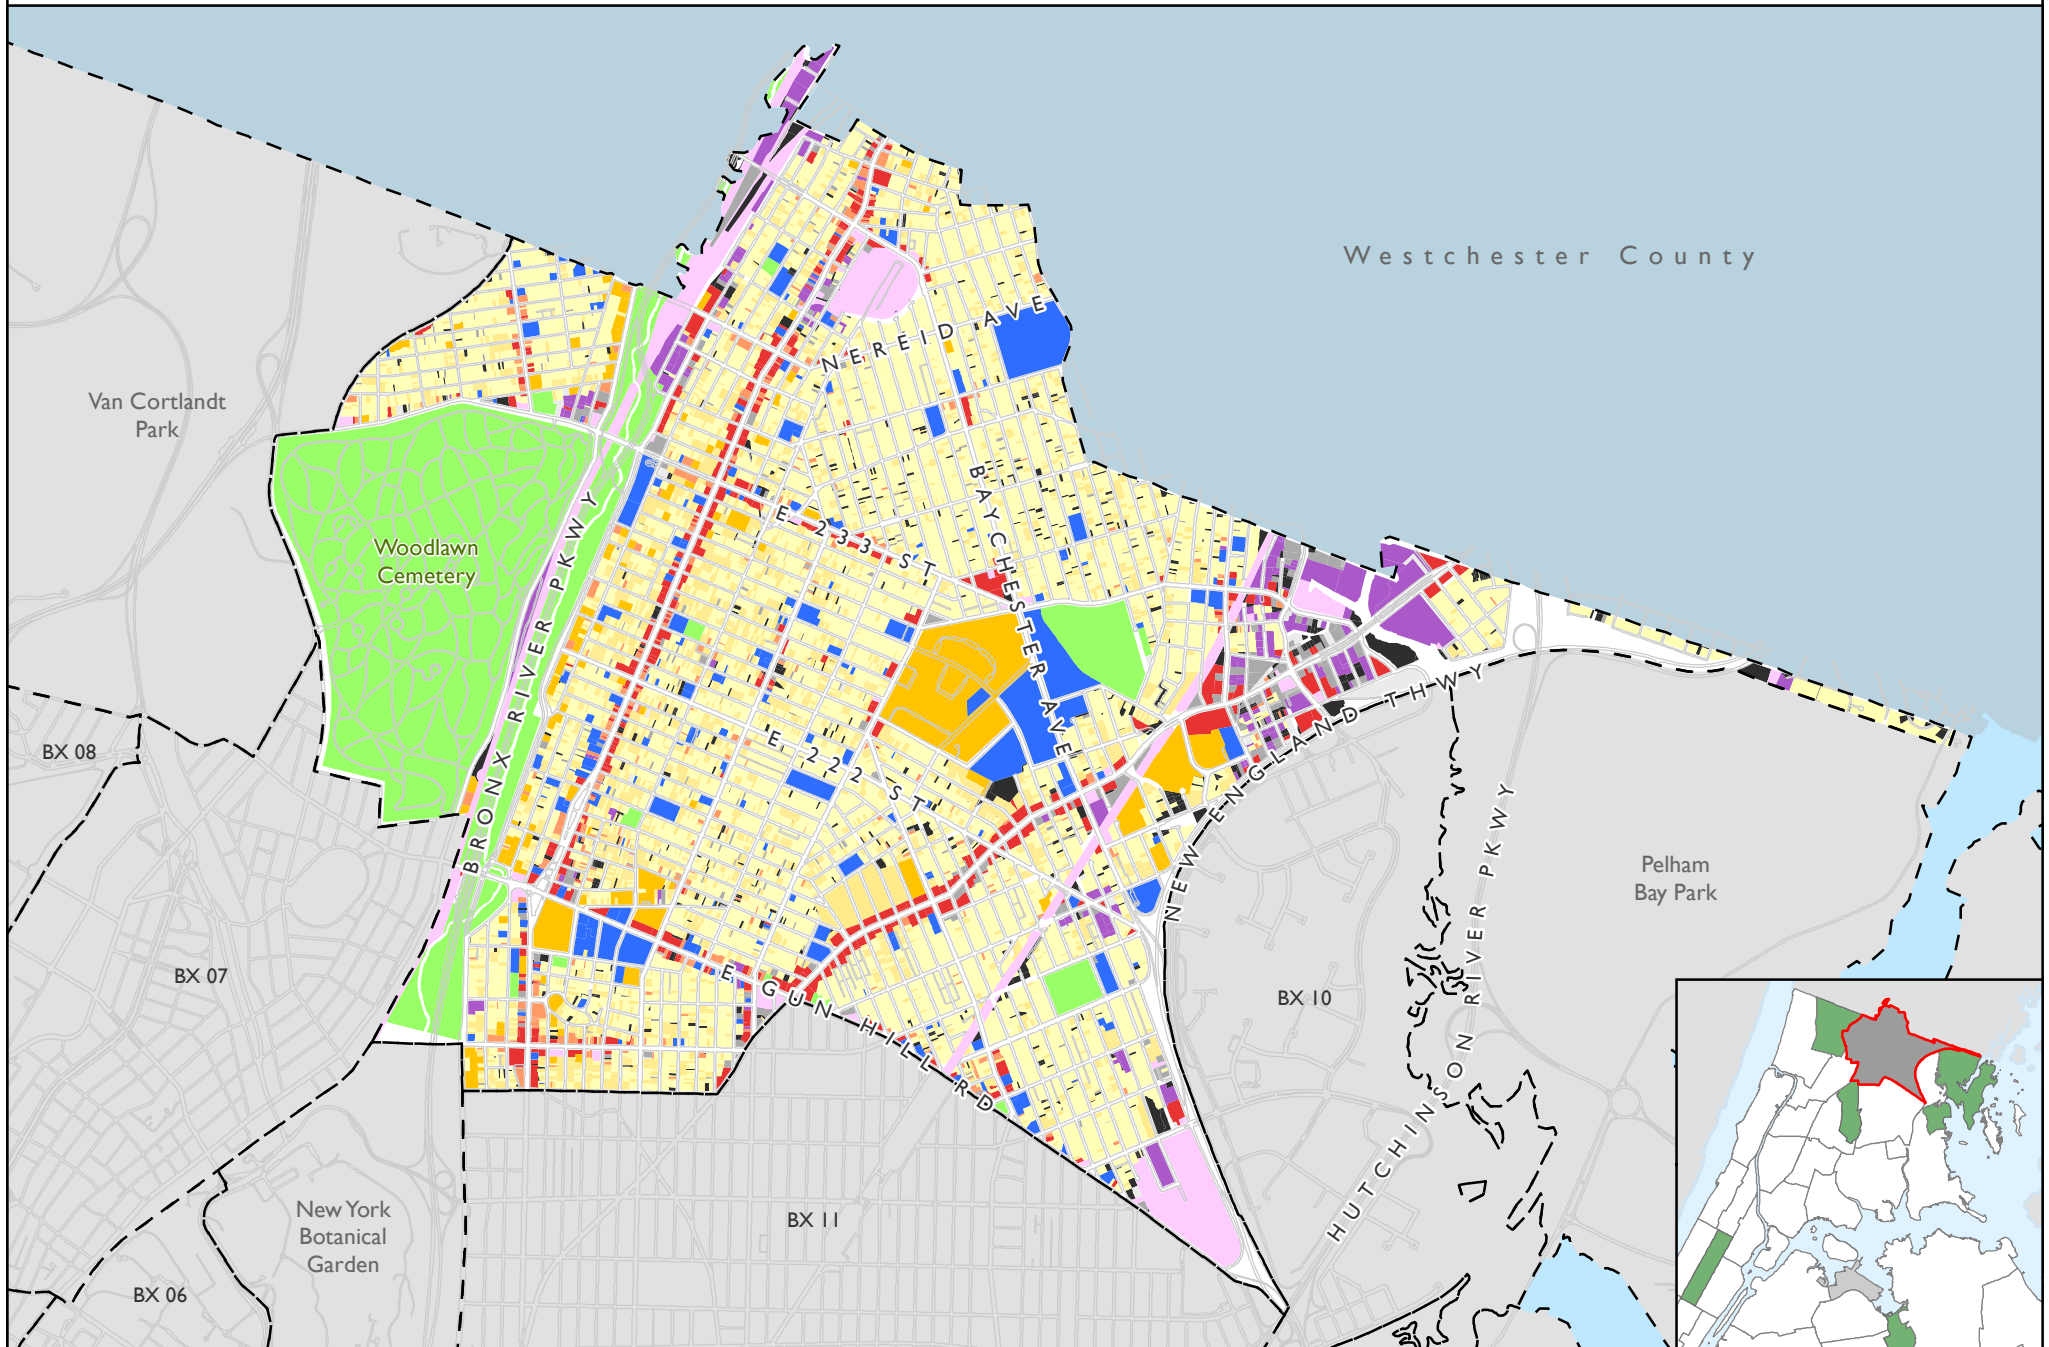 Westchester County
Van Cortlandt
Park
NEREID AVE
Woodlawn
Cemetery
BRONX RIVER PKWY
E 233 ST
BAYCHESTER AVE
E 222 ST
NEW ENGLAND THWY
BX 08
Pelham
Bay Park
HUTCHINSON RIVER PKWY
BX 07
E GUN HILL RD
BX 10
New York
Botanical
Garden
BX 11
BX 06